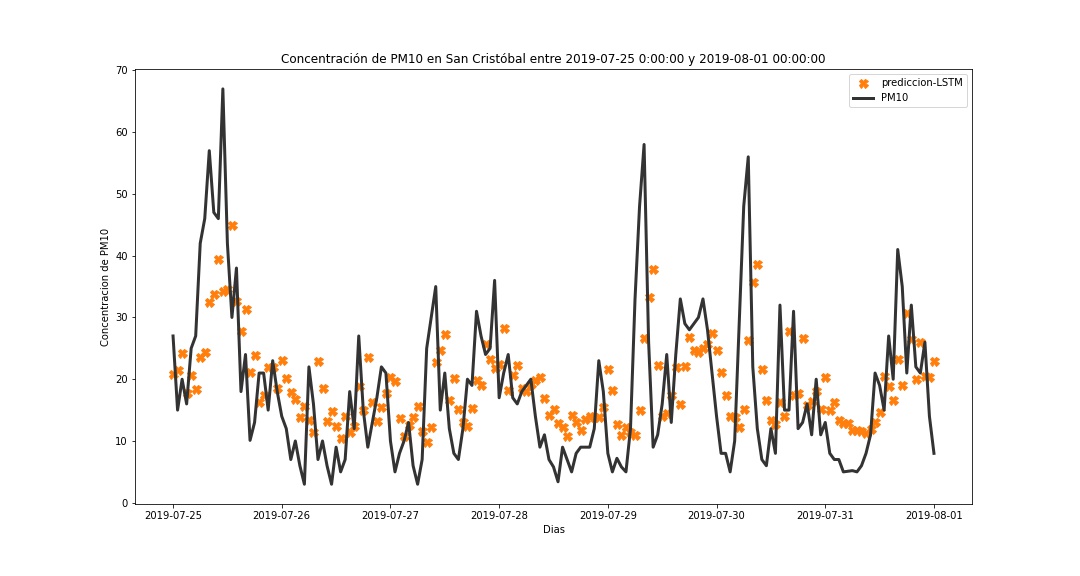 Concentración de PM10 en San Cristóbal entre 2019-07-25 0:00:00 y 2019-08-01 00:00:00
prediccion-LSTM
PM10
Concentracion de PM10
70
60
50
40
30
20
10
0
2019-07-25 2019-07-26 2019-07-27 2019-07-28 2019-07-29 2019-07-30 2019-07-31 2019-08-01
Dias